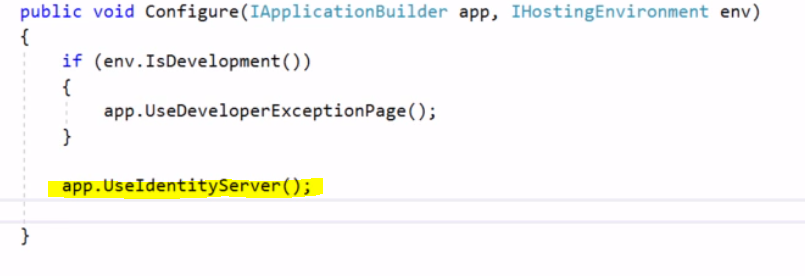 public void Configure(IApplicationBuilder app, IHostingEnvironment env)
{
    if (env.IsDevelopment())
    {
        app.UseDeveloperExceptionPage();
    }
    app.UseIdentityServer();
}